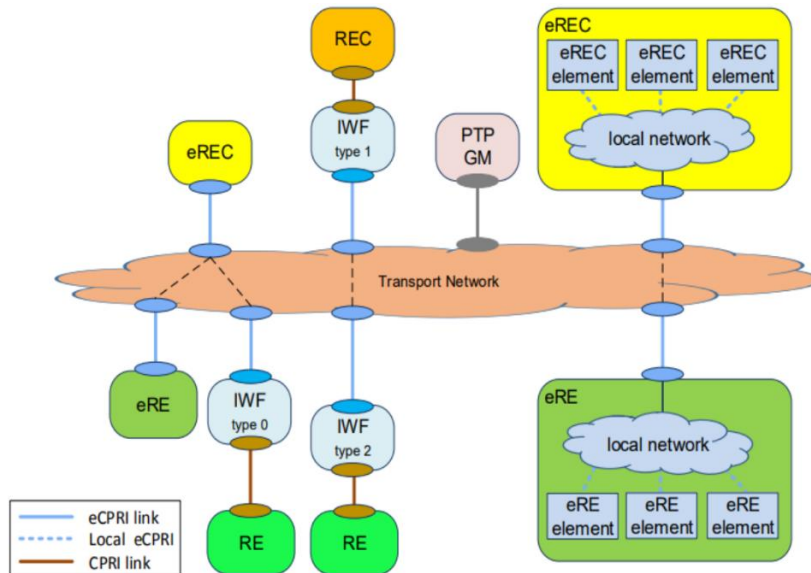 REC
IWF
type 1
eREC
PTP
GM
eREC
eREC
element
eREC
element
eREC
element
local network
Transport Network
eRE
IWF
type 0
IWF
type 2
RE
RE
eRE
local network
eRE
element
eRE
element
eRE
element
eCPRI link
Local eCPRI
CPRI link